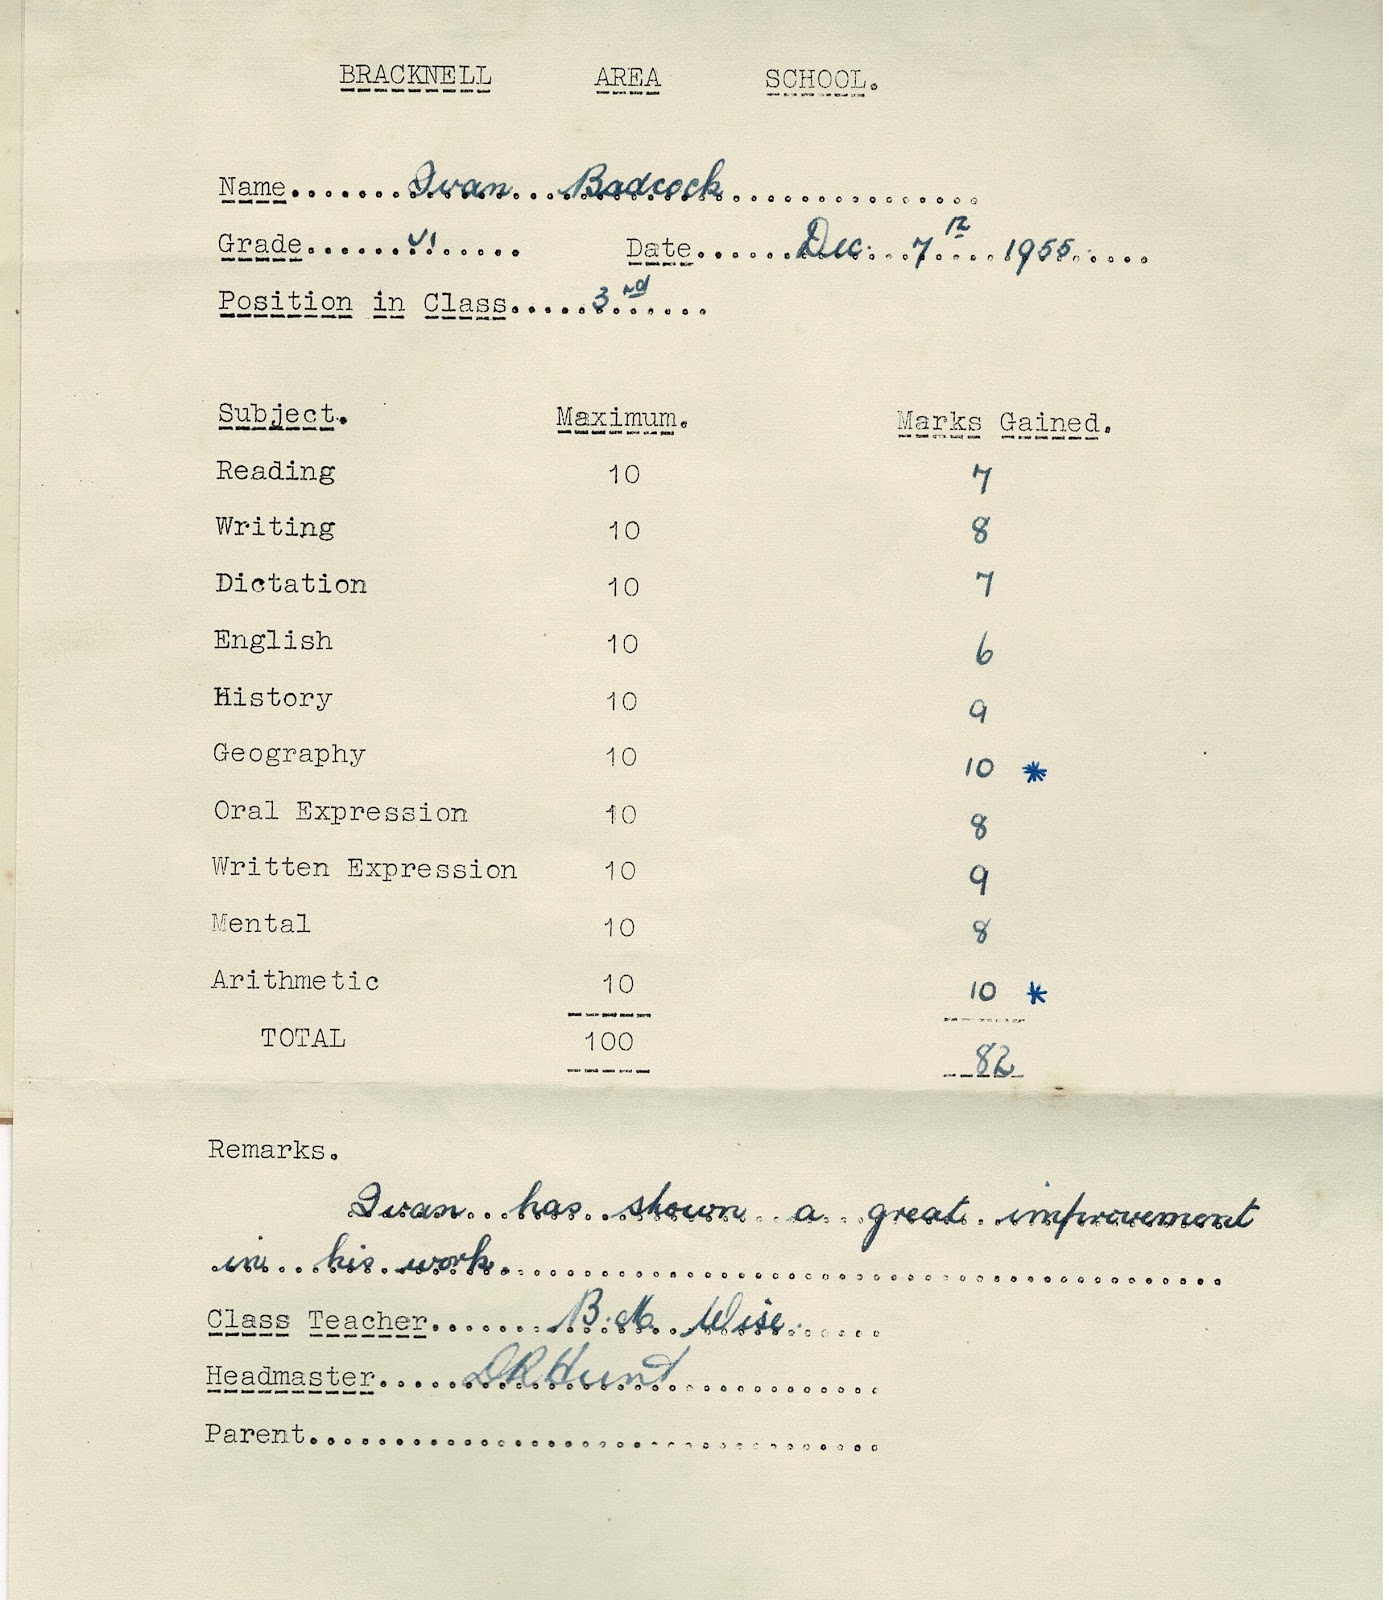 BRACKNELL AREA SCHOOL.
Name.......Ivan...Badcock...............
Grade......VI..... Date......Dec. 7th 1955.....
Position in Class.....3rd......
Subject. Maximum. Marks Gained.
Reading 10 7
Writing 10 8
Dictation 10 7
English 10 6
History 10 9
Geography 10 10 *
Oral Expression 10 8
Written Expression 10 9
Mental 10 8
Arithmetic 10 10 *
TOTAL 100 82
Remarks.
Ivan has shown a great improvement
in his work.
Class Teacher.......B.M. Wise.....
Headmaster.....DRHunt............
Parent..................................